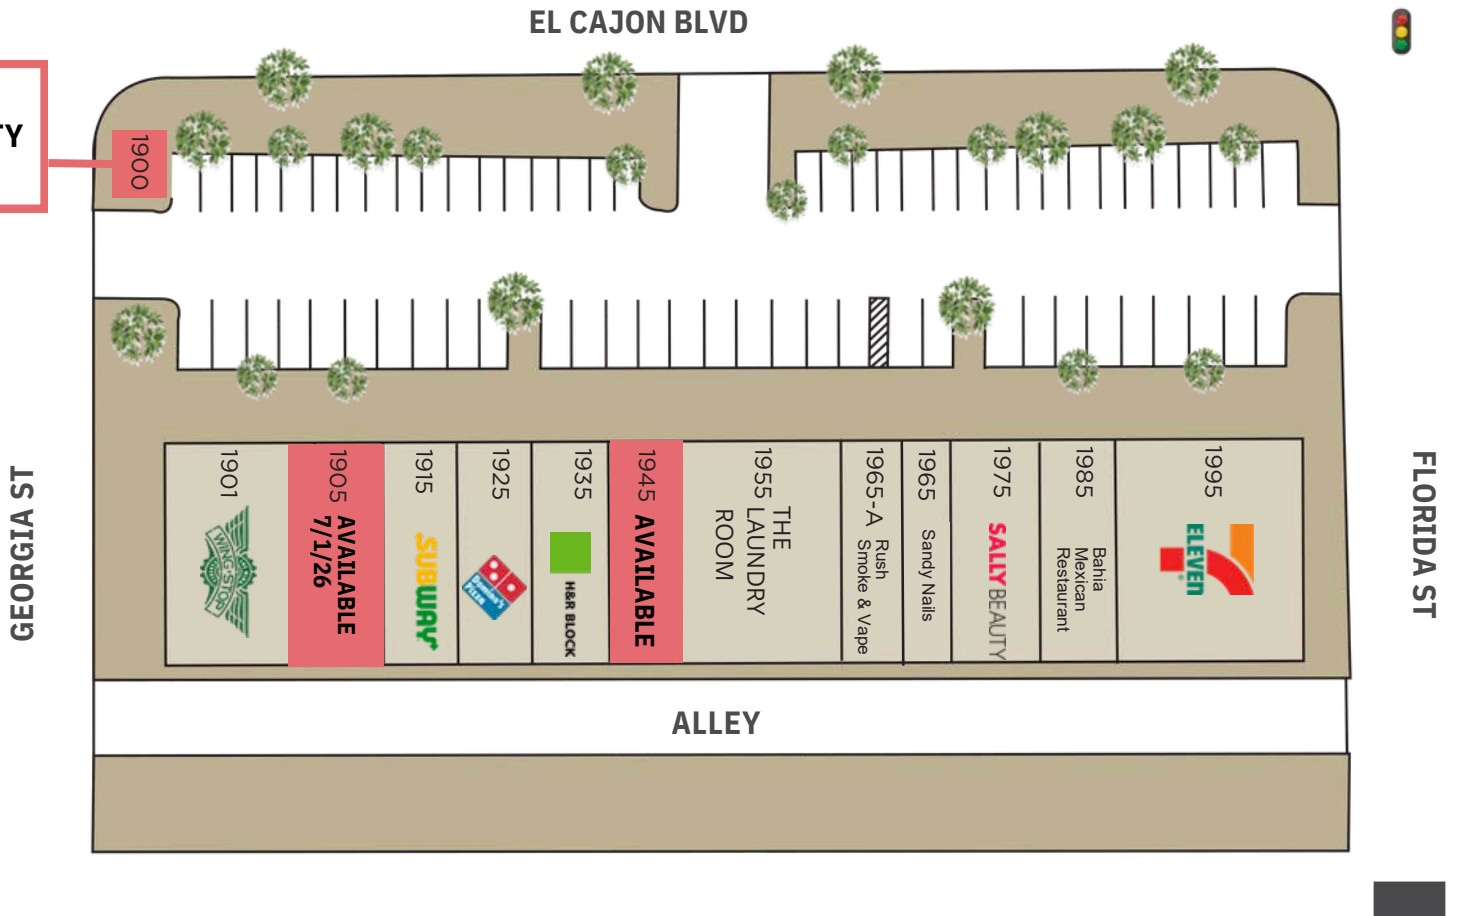 EL CAJON BLVD
TY
1900
GEORGIA ST
FLORIDA ST
1901
WING·STOP
1905 AVAILABLE
7/1/26
1915
SUBWAY
1925
Domino's
Pizza
1935
H&R BLOCK
1945 AVAILABLE
1955 THE
LAUNDRY
ROOM
1965-A Rush
Smoke & Vape
1965 Sandy Nails
1975
SALLY BEAUTY
1985 Bahia
Mexican
Restaurant
1995
7
ELEVEn
®
ALLEY